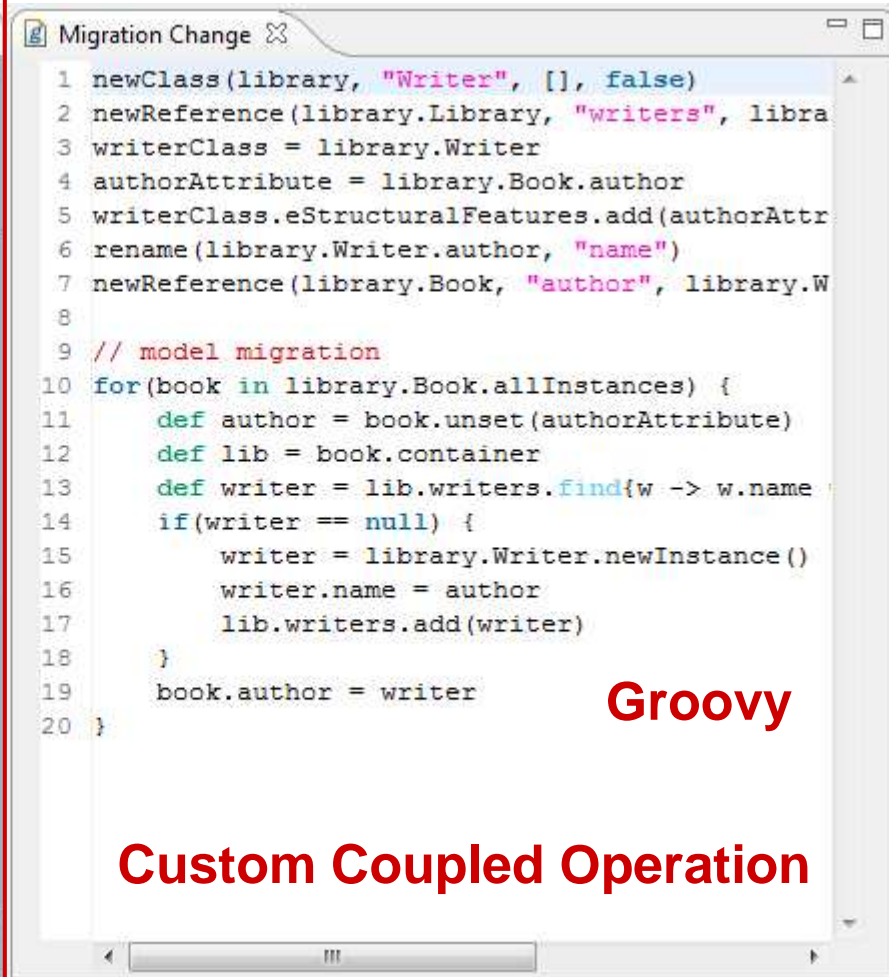 Migration Change
1 newClass(library, "Writer", [], false)
2 newReference(library.Library, "writers", libra
3 writerClass = library.Writer
4 authorAttribute = library.Book.author
5 writerClass.eStructuralFeatures.add(authorAttr
6 rename(library.Writer.author, "name")
7 newReference(library.Book, "author", library.W
8
9 // model migration
10 for(book in library.Book.allInstances) {
11     def author = book.unset(authorAttribute)
12     def lib = book.container
13     def writer = lib.writers.find{w -> w.name
14     if(writer == null) {
15         writer = library.Writer.newInstance()
16         writer.name = author
17         lib.writers.add(writer)
18     }
19     book.author = writer
Groovy
20 }
Custom Coupled Operation